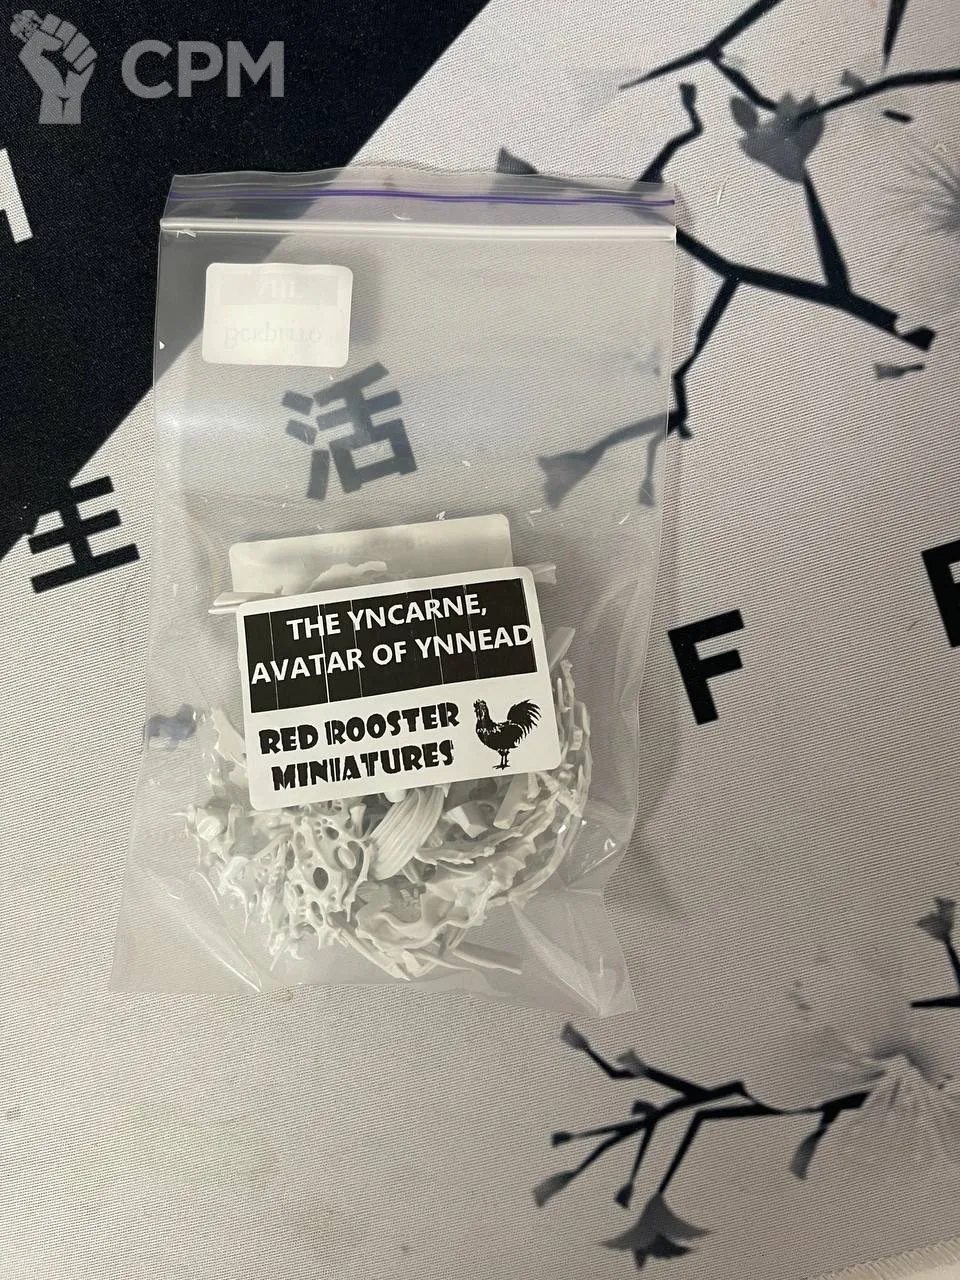 CPM
活
生
THE YNCARNE,
AVATAR OF YNNEAD
RED ROOSTER
MINIATURES
F